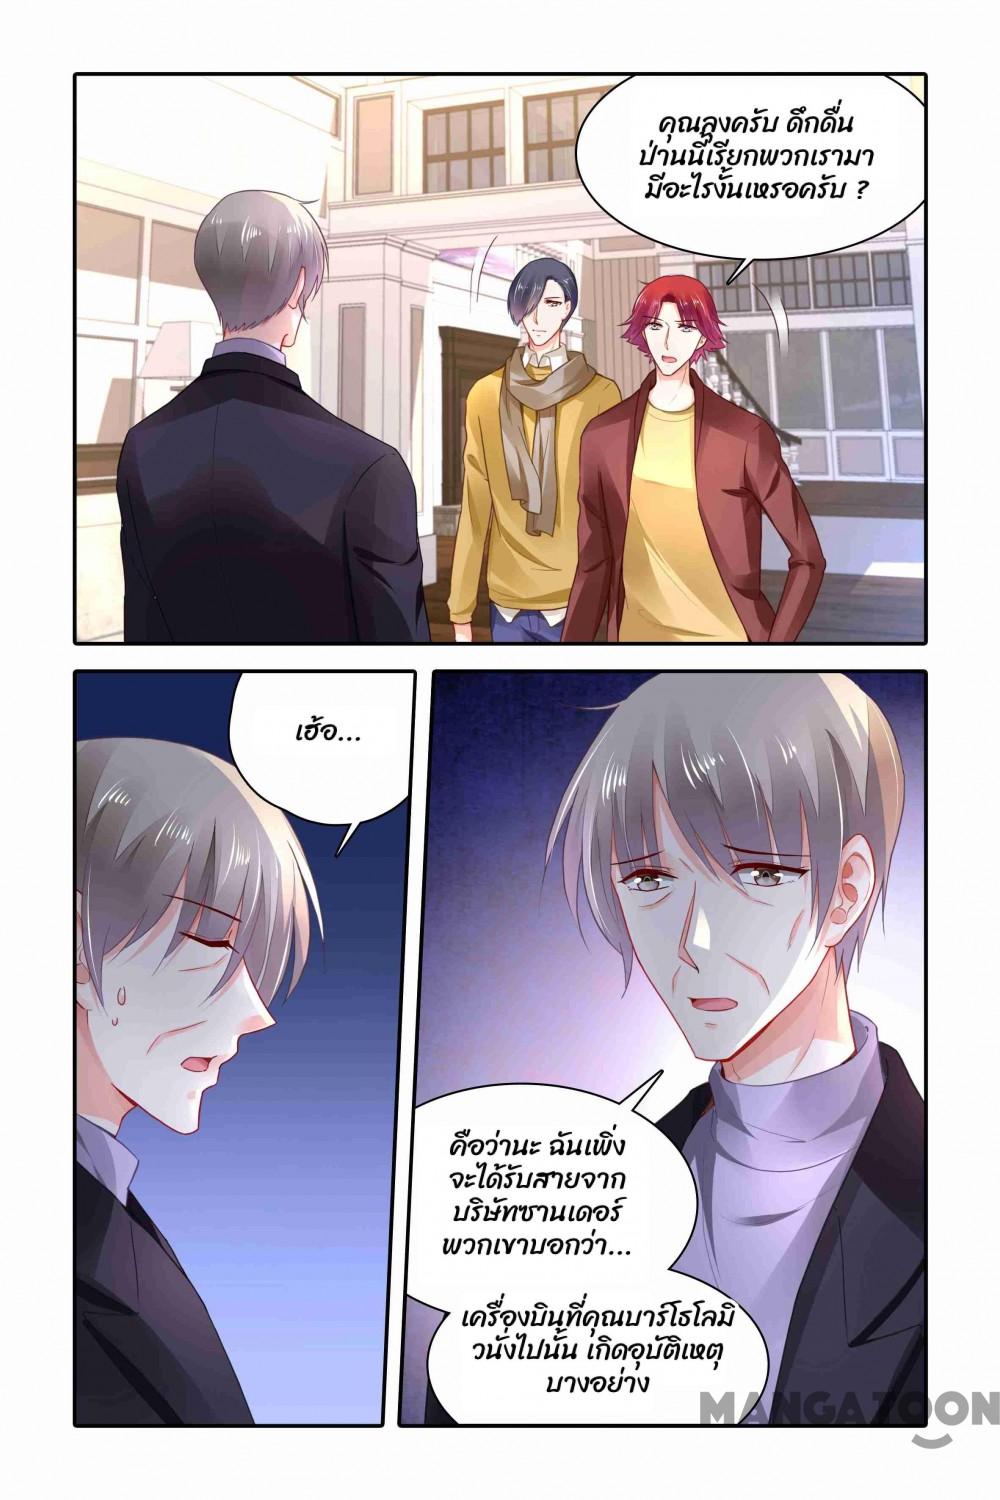 คุณลุงครับ ดึกดื่น
ป่านนี้เรียกพวกเรามา
มีอะไรงั้นเหรอครับ ?
เฮ้อ...
คือว่านะ ฉันเพิ่ง
จะได้รับสายจาก
บริษัทซานเดอร์
พวกเขาบอกว่า...
เครื่องบินที่คุณบาร์โธโลมิ
วนั่งไปนั้น เกิดอุบัติเหตุ
บางอย่าง
MANGATOON